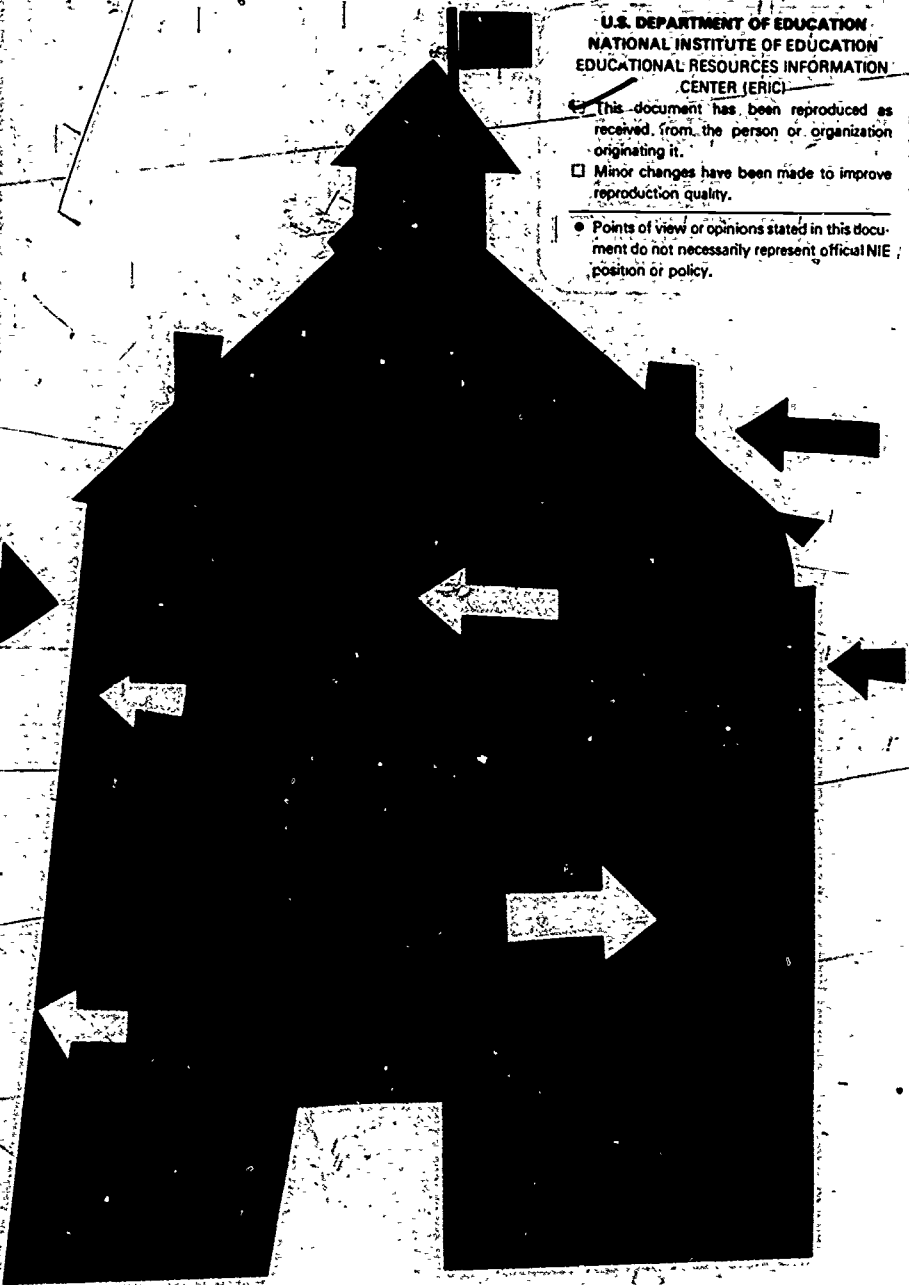 U.S. DEPARTMENT OF EDUCATION
NATIONAL INSTITUTE OF EDUCATION
EDUCATIONAL RESOURCES INFORMATION
CENTER (ERIC)
This document has been reproduced as
received from the person or organization
originating it.
☐ Minor changes have been made to improve
reproduction quality.
● Points of view or opinions stated in this docu-
ment do not necessarily represent official NIE
position or policy.